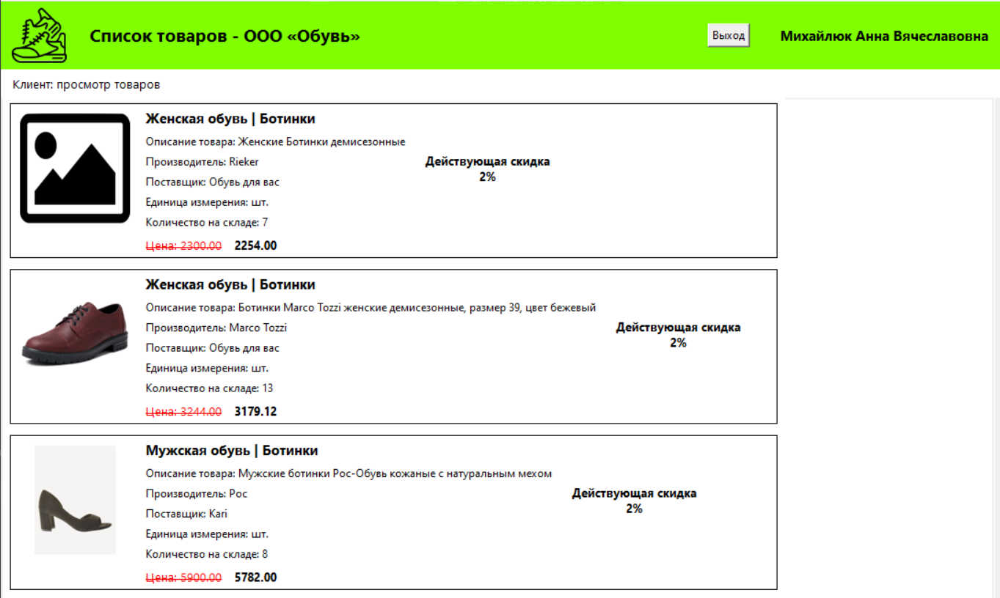 Список товаров - ООО «Обувь»
Выход
Михайлюк Анна Вячеславовна
Клиент: просмотр товаров
Женская обувь | Ботинки
Описание товара: Женские Ботинки демисезонные
Производитель: Rieker
Поставщик: Обувь для вас
Единица измерения: шт.
Количество на складе: 7
Цена: 2300.00 2254.00
Действующая скидка
2%
Женская обувь | Ботинки
Описание товара: Ботинки Marco Tozzi женские демисезонные, размер 39, цвет бежевый
Производитель: Marco Tozzi
Поставщик: Обувь для вас
Единица измерения: шт.
Количество на складе: 13
Цена: 3244.00 3179.12
Действующая скидка
2%
Мужская обувь | Ботинки
Описание товара: Мужские ботинки Рос-Обувь кожаные с натуральным мехом
Производитель: Рос
Поставщик: Kari
Единица измерения: шт.
Количество на складе: 8
Цена: 5900.00 5782.00
Действующая скидка
2%